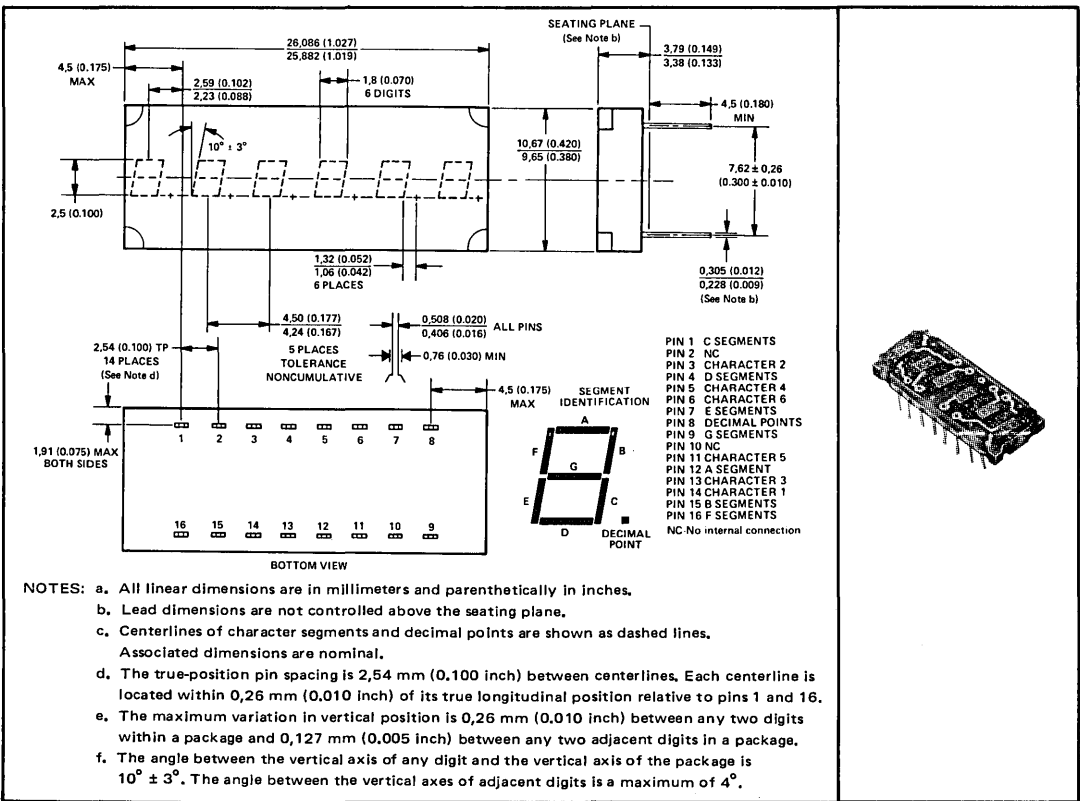 SEATING PLANE
(See Note b)
26,086 (1.027)
25,882 (1.019)
3,79 (0.149)
3,38 (0.133)
4,5 (0.175)
MAX
2,59 (0.102)
2,23 (0.088)
1,8 (0.070)
6 DIGITS
4,5 (0.180)
MIN
10° ± 3°
10,67 (0.420)
9,65 (0.380)
7,62 ± 0,26
(0.300 ± 0.010)
2,5 (0.100)
1,32 (0.052)
1,06 (0.042)
6 PLACES
0,305 (0.012)
0,228 (0.009)
(See Note b)
4,50 (0.177)
4,24 (0.167)
5 PLACES
TOLERANCE
NONCUMULATIVE
0,508 (0.020)
0,406 (0.016)
ALL PINS
0,76 (0.030) MIN
2,54 (0.100) TP
14 PLACES
(See Note d)
4,5 (0.175)
MAX
1,91 (0.075) MAX
BOTH SIDES
1 2 3 4 5 6 7 8
16 15 14 13 12 11 10 9
BOTTOM VIEW
SEGMENT
IDENTIFICATION
A
F B
G
E C
D
DECIMAL
POINT
PIN 1 C SEGMENTS
PIN 2 NC
PIN 3 CHARACTER 2
PIN 4 D SEGMENTS
PIN 5 CHARACTER 4
PIN 6 CHARACTER 6
PIN 7 E SEGMENTS
PIN 8 DECIMAL POINTS
PIN 9 G SEGMENTS
PIN 10 NC
PIN 11 CHARACTER 5
PIN 12 A SEGMENT
PIN 13 CHARACTER 3
PIN 14 CHARACTER 1
PIN 15 B SEGMENTS
PIN 16 F SEGMENTS
NC-No internal connection
NOTES: a. All linear dimensions are in millimeters and parenthetically in inches.
b. Lead dimensions are not controlled above the seating plane.
c. Centerlines of character segments and decimal points are shown as dashed lines.
Associated dimensions are nominal.
d. The true-position pin spacing is 2,54 mm (0.100 inch) between centerlines. Each centerline is
located within 0,26 mm (0.010 inch) of its true longitudinal position relative to pins 1 and 16.
e. The maximum variation in vertical position is 0,26 mm (0.010 inch) between any two digits
within a package and 0,127 mm (0.005 inch) between any two adjacent digits in a package.
f. The angle between the vertical axis of any digit and the vertical axis of the package is
10° ± 3°. The angle between the vertical axes of adjacent digits is a maximum of 4°.